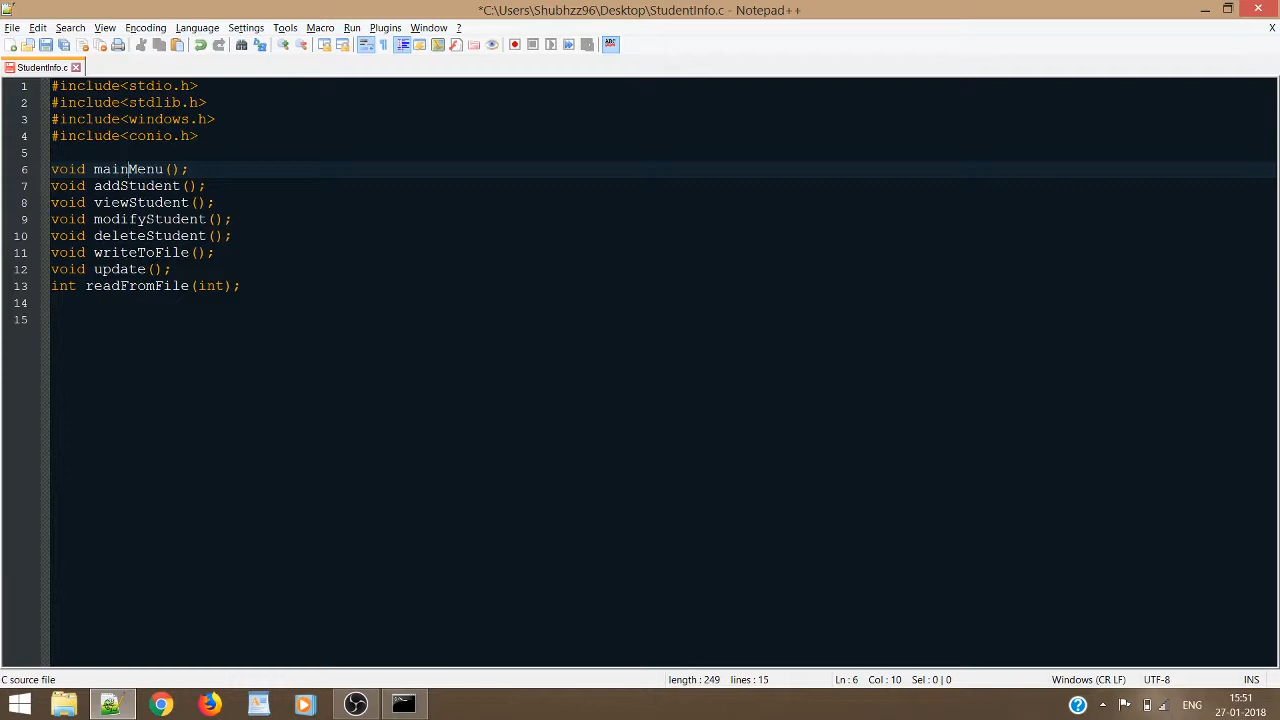 *C:\Users\Shubhzz96\Desktop\StudentInfo.c - Notepad++
File Edit Search View Encoding Language Settings Tools Macro Run Plugins Window ? X
StudentInfo.c
1 #include<stdio.h>
2 #include<stdlib.h>
3 #include<windows.h>
4 #include<conio.h>
5
6 void mainMenu();
7 void addStudent();
8 void viewStudent();
9 void modifyStudent();
10 void deleteStudent();
11 void writeToFile();
12 void update();
13 int readFromFile(int);
14
15
C source file length: 249 lines: 15 Ln: 6 Col: 10 Sel: 0 | 0 Windows (CR LF) UTF-8 INS
ENG 15:51
27-01-2018